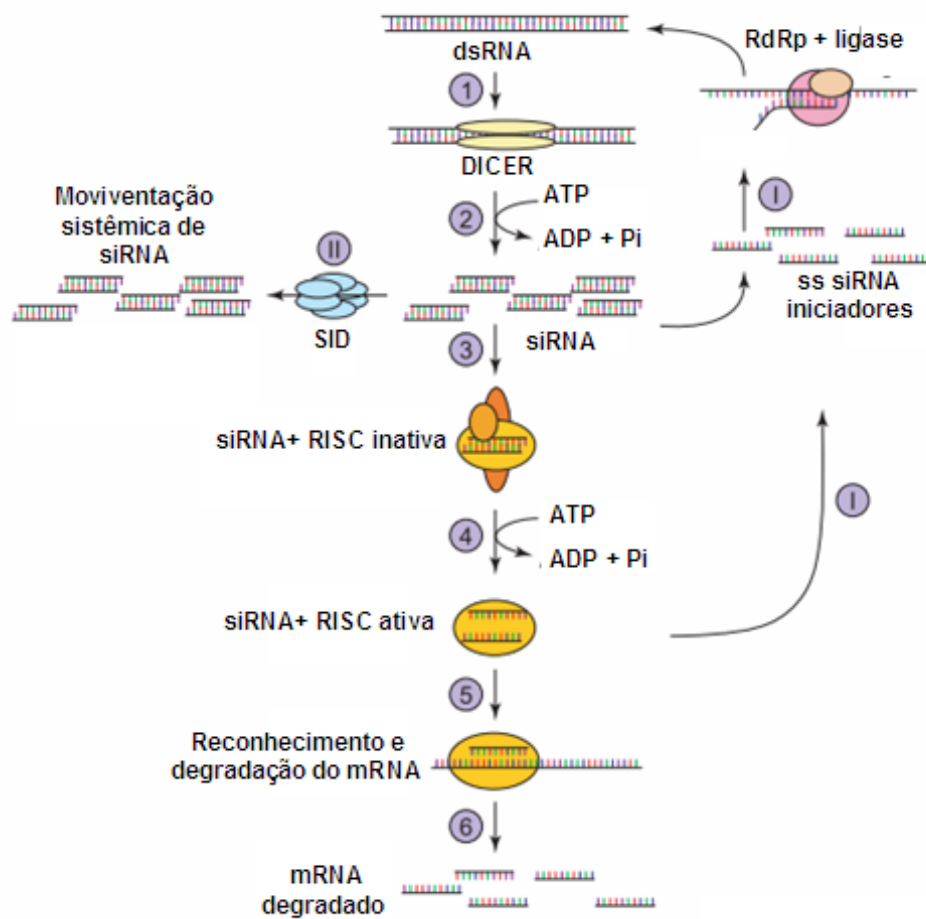 dsRNA
RdRp + ligase
1
DICER
Moviventação
sistêmica de
siRNA
2
ATP
ADP + Pi
I
II
SID
siRNA
ss siRNA
iniciadores
3
siRNA+ RISC inativa
4
ATP
ADP + Pi
I
siRNA+ RISC ativa
5
Reconhecimento e
degradação do mRNA
6
mRNA
degradado